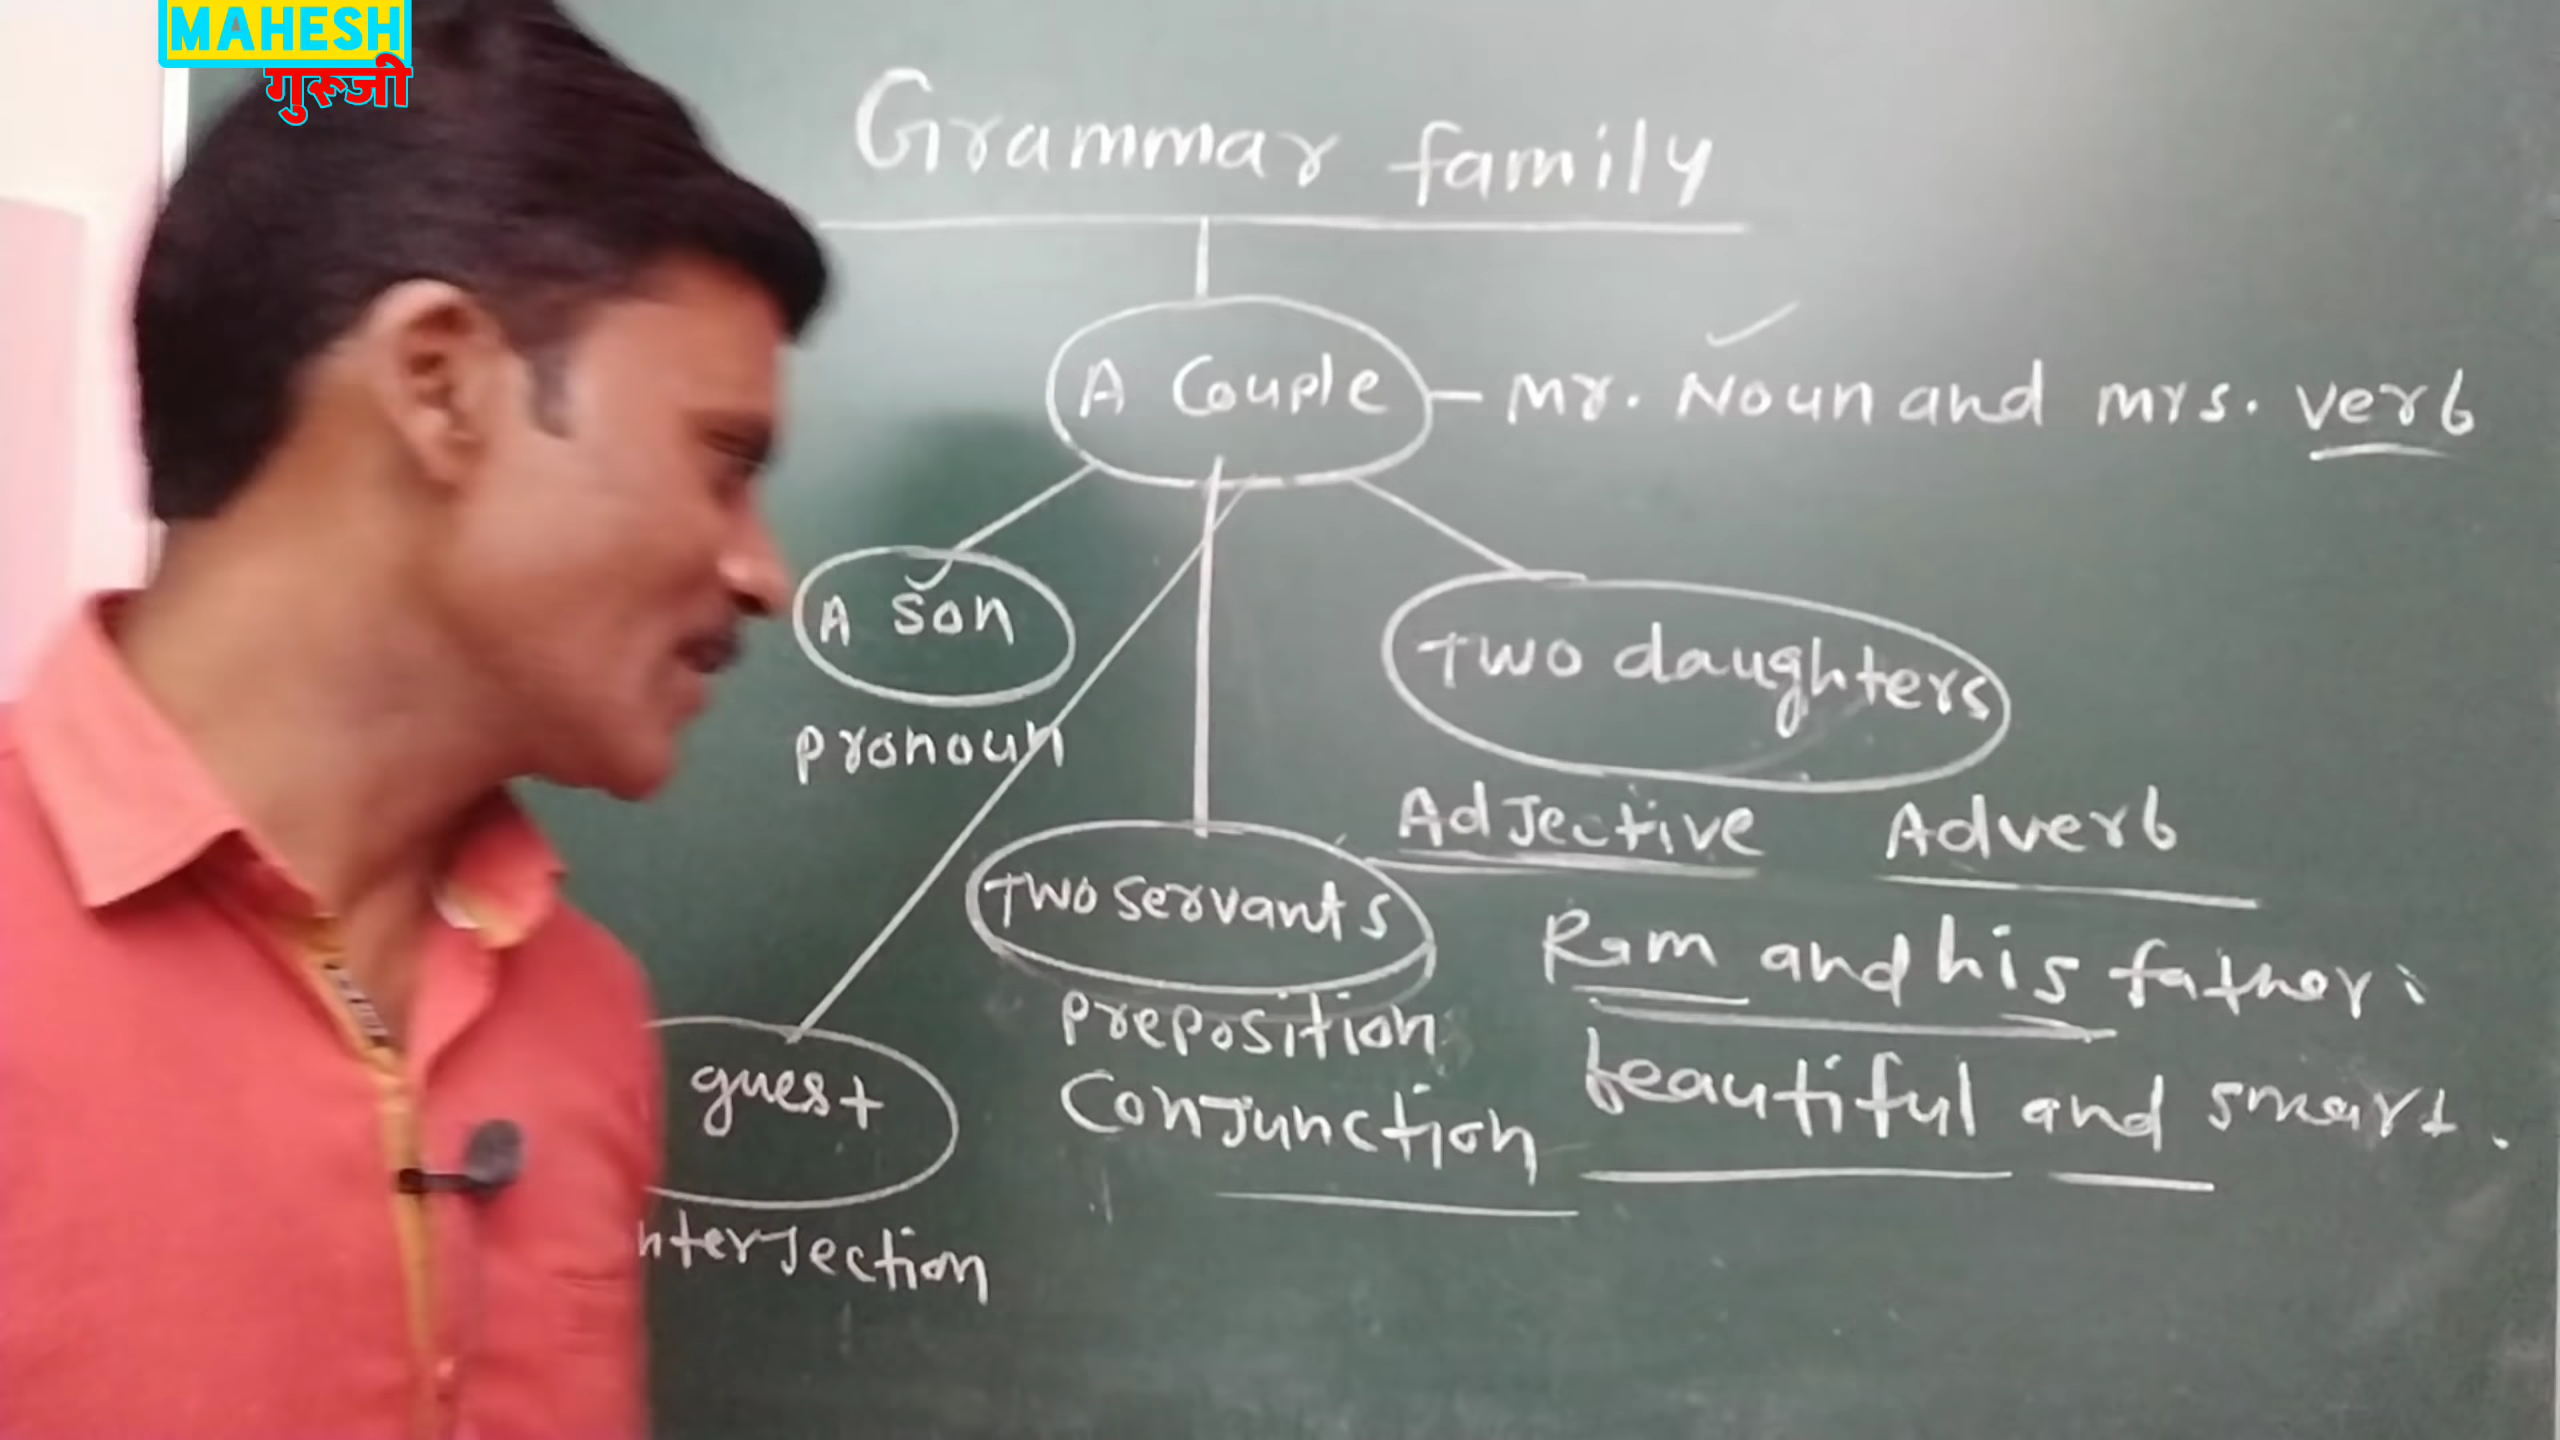 MAHESH
गुरूजी
Grammar family
A Couple - mr. Noun and mrs. verb
A son
Two daughters
pronoun
Adjective Adverb
Two servants
Ram and his father
preposition
guest
beautiful and smart.
Conjunction
nterjection